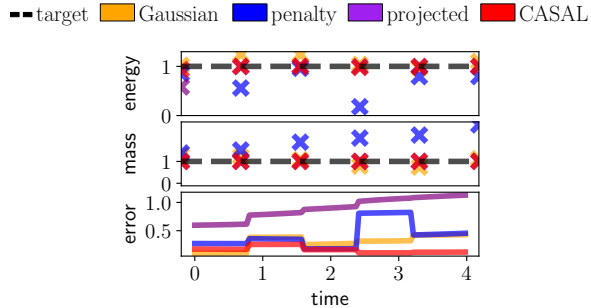 target Gaussian penalty projected CASAL
energy
1
0
mass
1
0
error
1.0
0.5
0 1 2 3 4
time